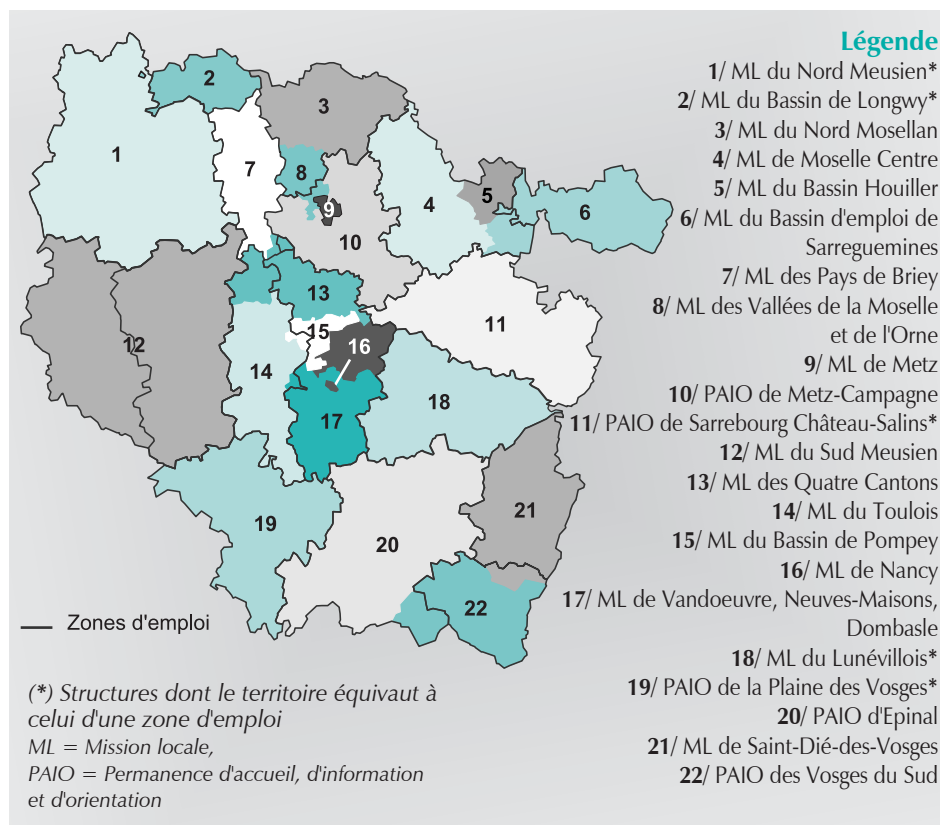 Légende
1/ ML du Nord Meusien*
2/ ML du Bassin de Longwy*
3/ ML du Nord Mosellan
4/ ML de Moselle Centre
5/ ML du Bassin Houiller
6/ ML du Bassin d'emploi de
Sarreguemines
7/ ML des Pays de Briey
8/ ML des Vallées de la Moselle
et de l'Orne
9/ ML de Metz
10/ PAIO de Metz-Campagne
11/ PAIO de Sarrebourg Château-Salins*
12/ ML du Sud Meusien
13/ ML des Quatre Cantons
14/ ML du Toulois
15/ ML du Bassin de Pompey
16/ ML de Nancy
17/ ML de Vandoeuvre, Neuves-Maisons,
Dombasle
18/ ML du Lunévillois*
19/ PAIO de la Plaine des Vosges*
20/ PAIO d'Epinal
21/ ML de Saint-Dié-des-Vosges
22/ PAIO des Vosges du Sud
1
2
3
4
5
6
7
8
9
10
11
12
13
14
15
16
17
18
19
20
21
22
Zones d'emploi
(*) Structures dont le territoire équivaut à
celui d'une zone d'emploi
ML = Mission locale,
PAIO = Permanence d'accueil, d'information
et d'orientation